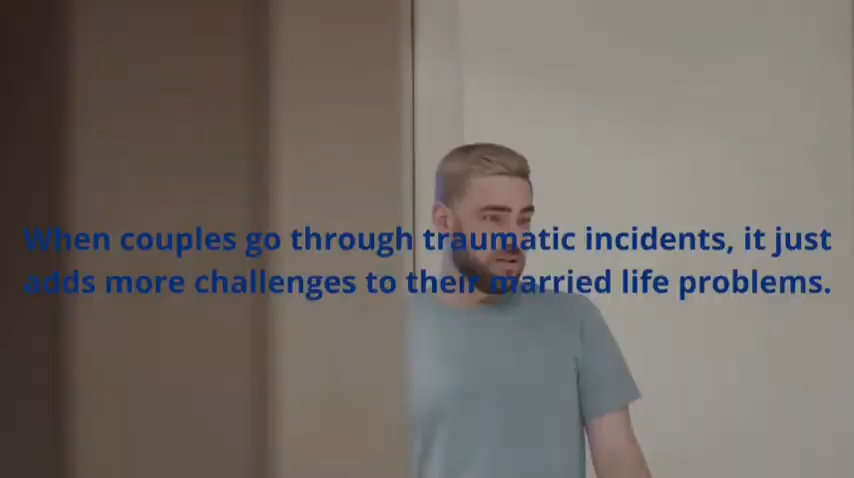 When couples go through traumatic incidents, it just
adds more challenges to their married life problems.